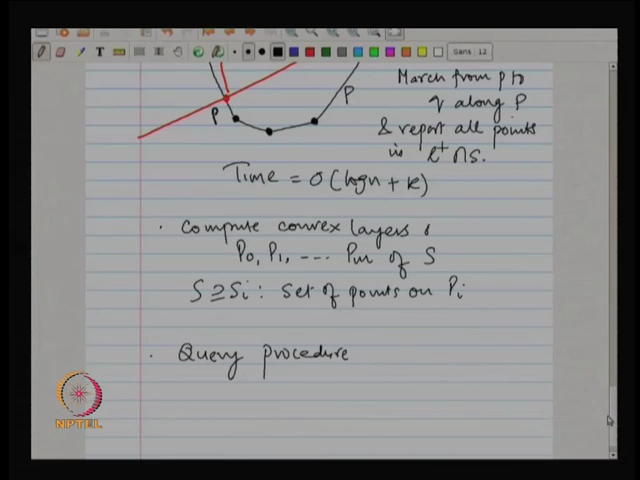 Sans : 12
March from p to
q along P
& report all points
in l⁺ ∩ S.
P
p
Time = O(logn + k)
· Compute convex layers
P₀, P₁, .... Pm of S
S ⊇ Si : Set of points on Pi
· Query procedure
NPTEL